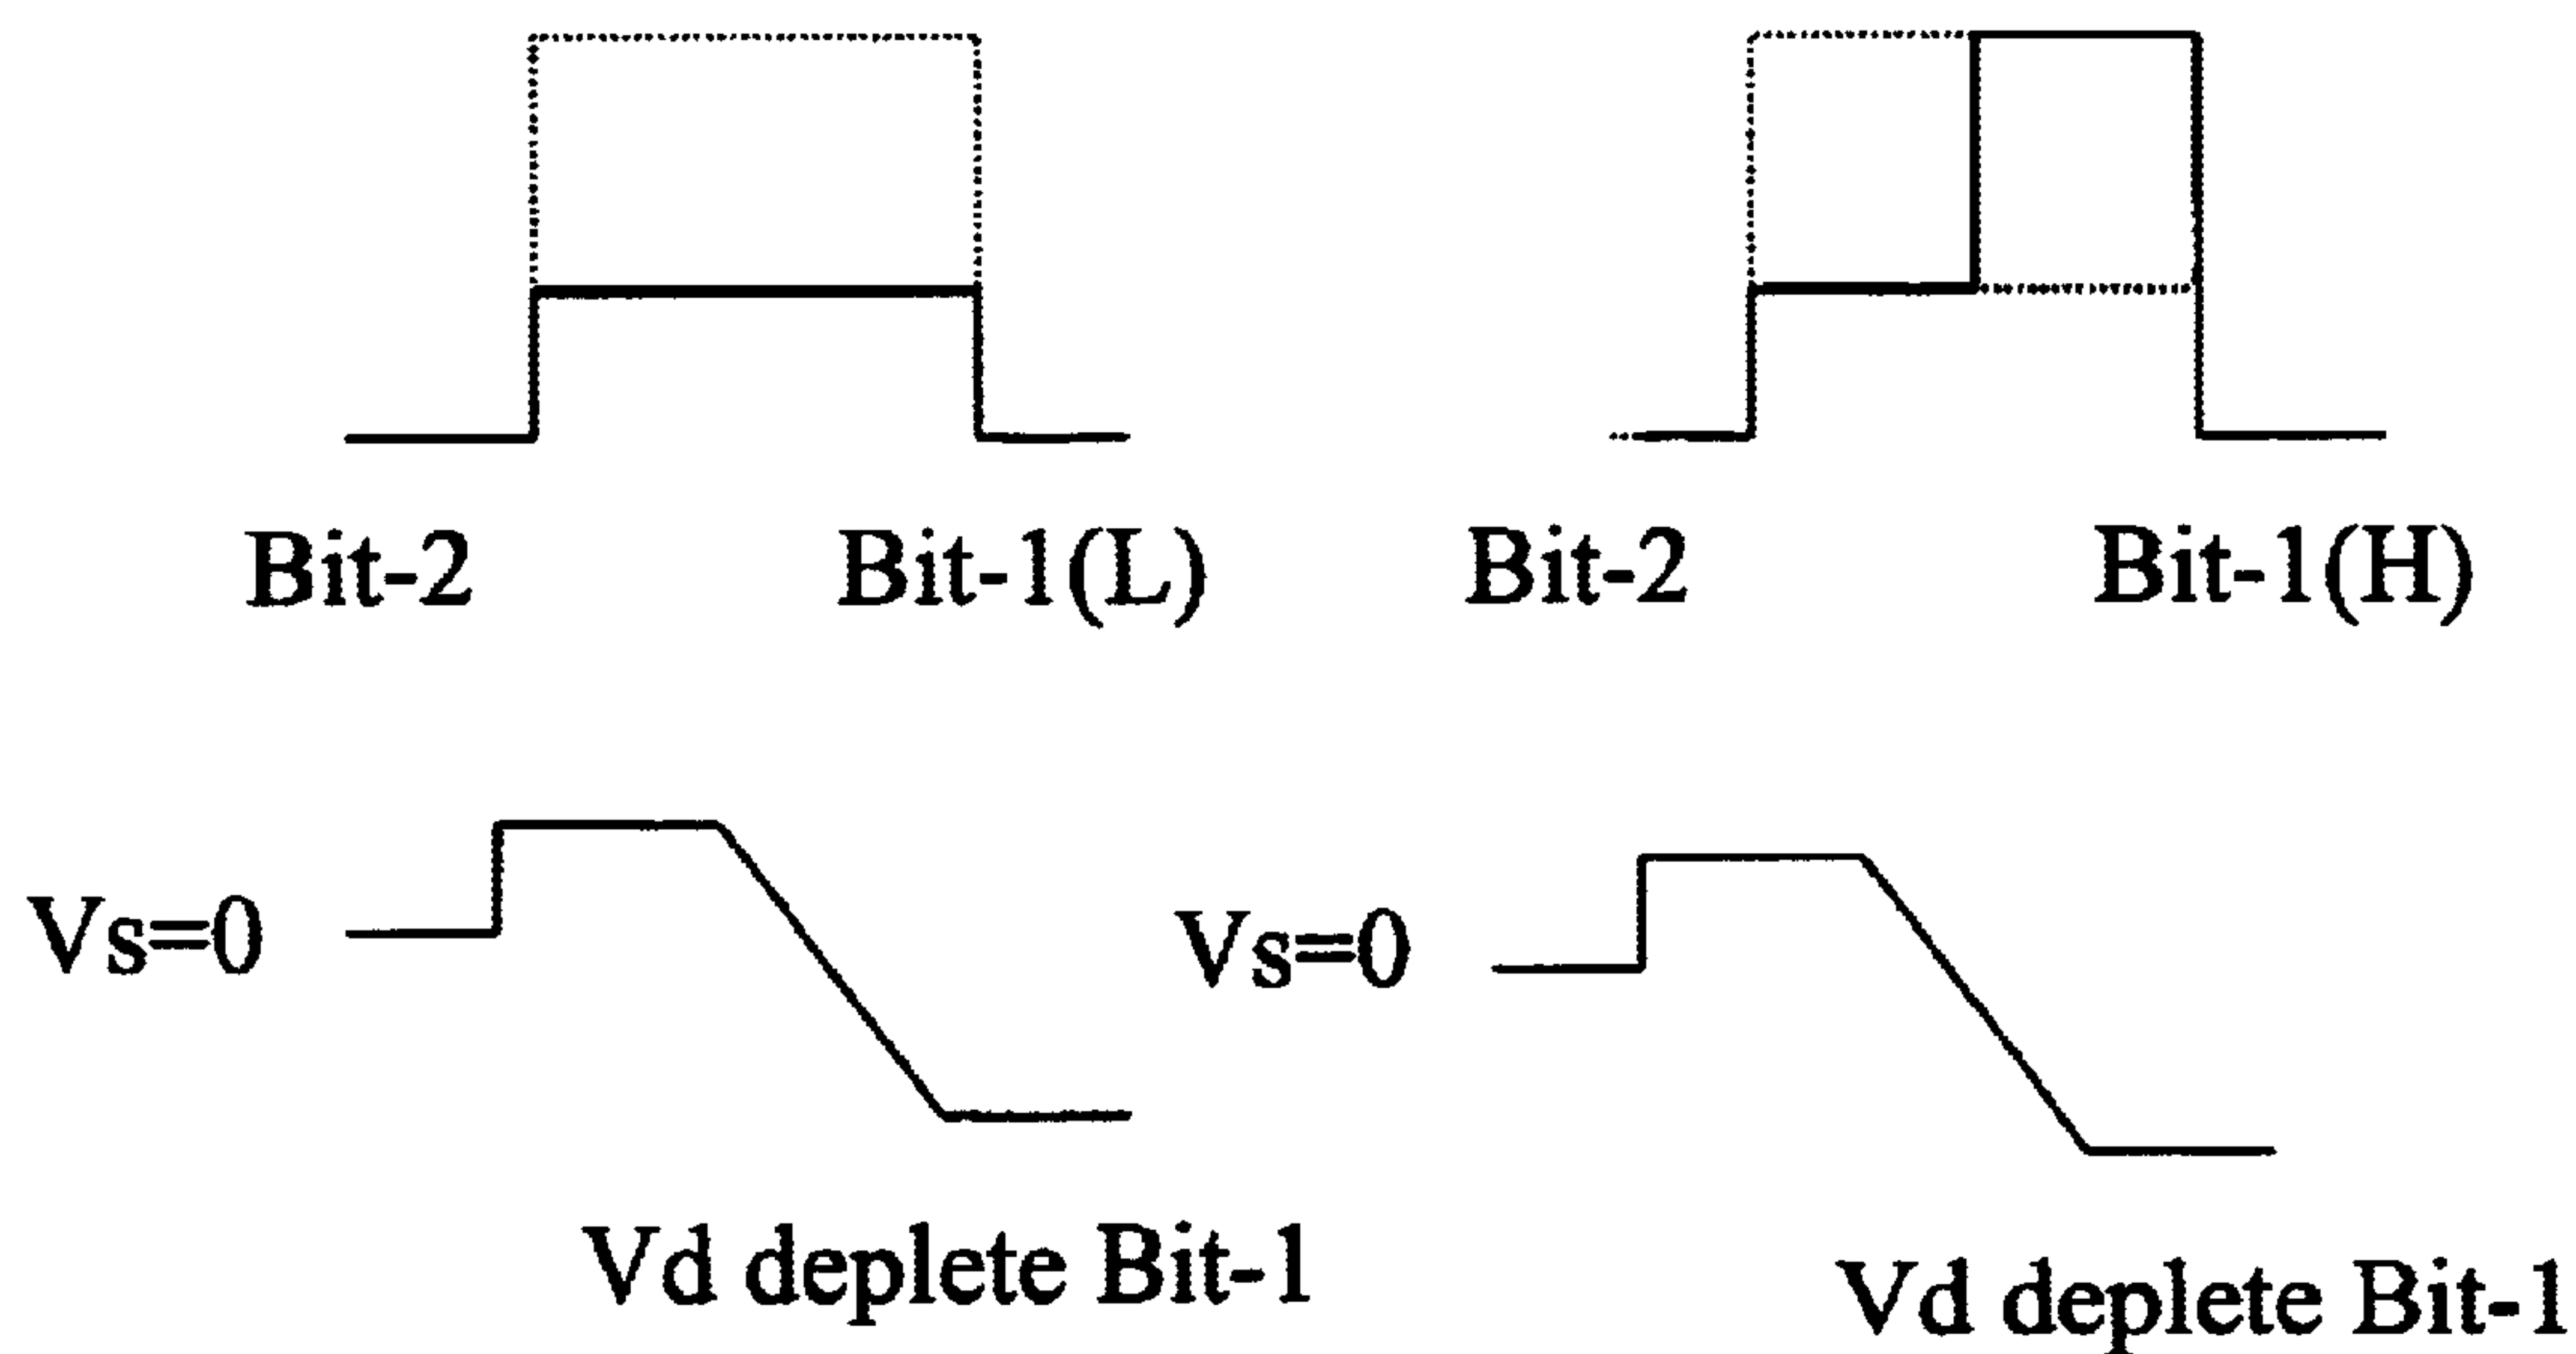 Bit-2 Bit-1(L) Bit-2 Bit-1(H)
Vs=0 Vs=0
Vd deplete Bit-1
Vd deplete Bit-1